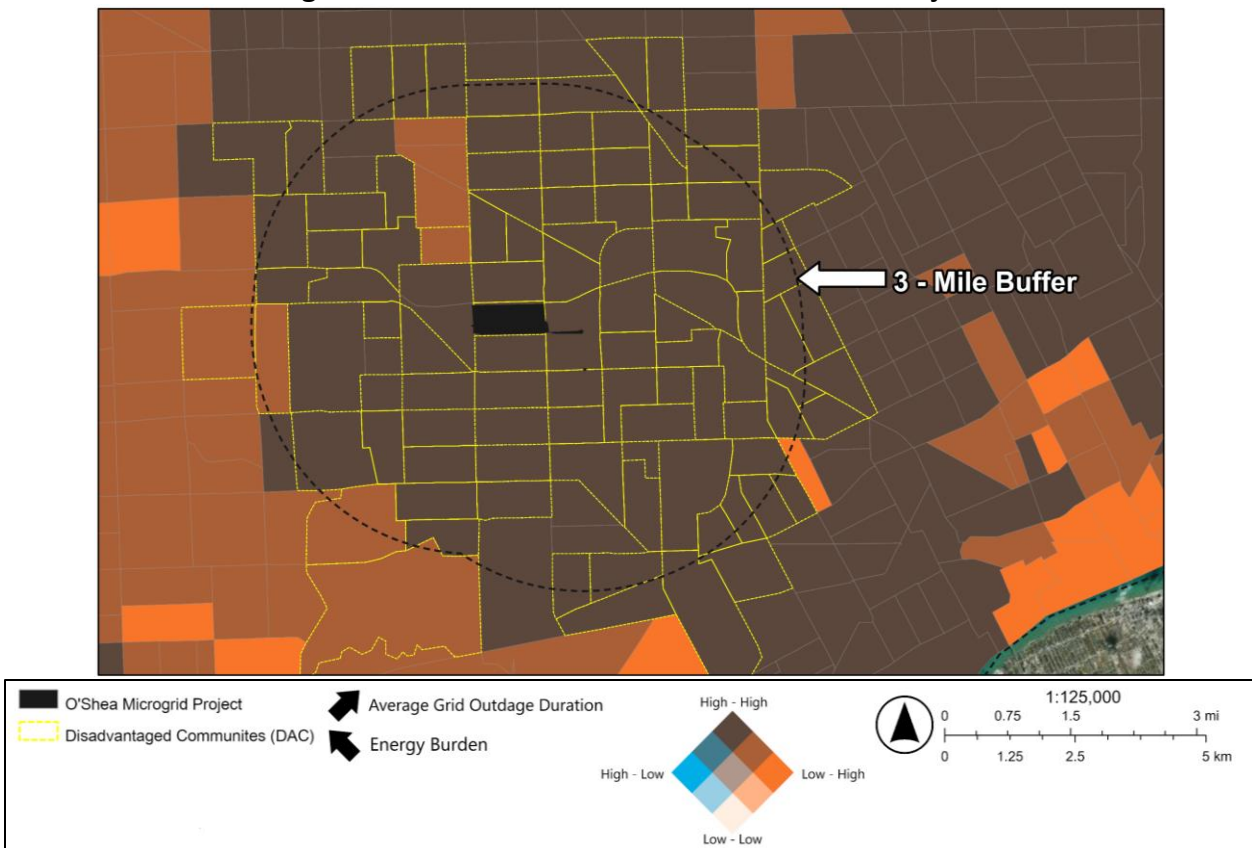 3 - Mile Buffer
O'Shea Microgrid Project
Disadvantaged Communites (DAC)
Average Grid Outdage Duration
Energy Burden
High - High
High - Low
Low - High
Low - Low
1:125,000
0 0.75 1.5 3 mi
0 1.25 2.5 5 km